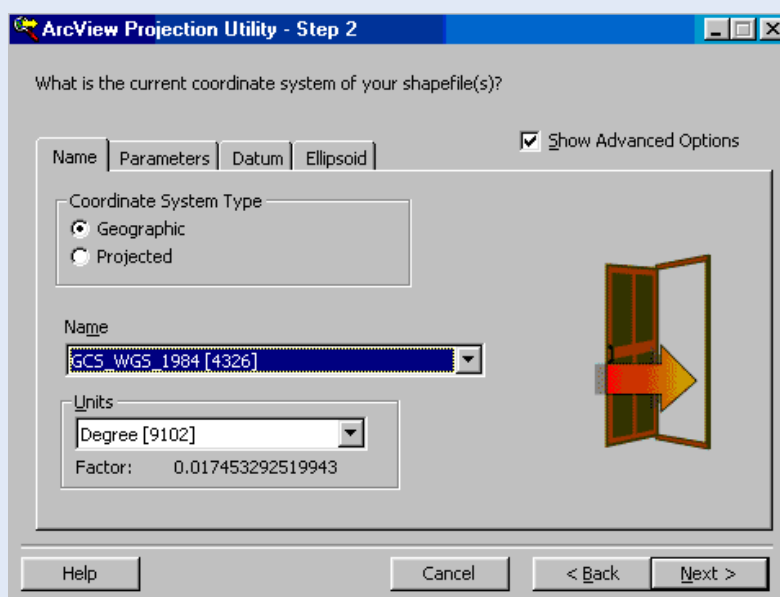 ArcView Projection Utility - Step 2
What is the current coordinate system of your shapefile(s)?
Show Advanced Options
Name Parameters Datum Ellipsoid
Coordinate System Type
Geographic
Projected
Name
GCS_WGS_1984 [4326]
Units
Degree [9102]
Factor: 0.017453292519943
Help Cancel < Back Next >